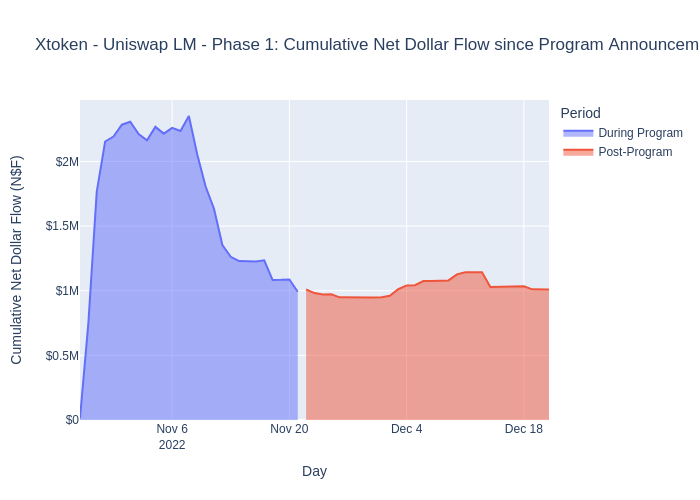 Xtoken - Uniswap LM - Phase 1: Cumulative Net Dollar Flow since Program Announcem
Period
During Program
Post-Program
Cumulative Net Dollar Flow (N$F)
$2M
$1.5M
$1M
$0.5M
$0
Nov 6
2022
Nov 20
Dec 4
Dec 18
Day